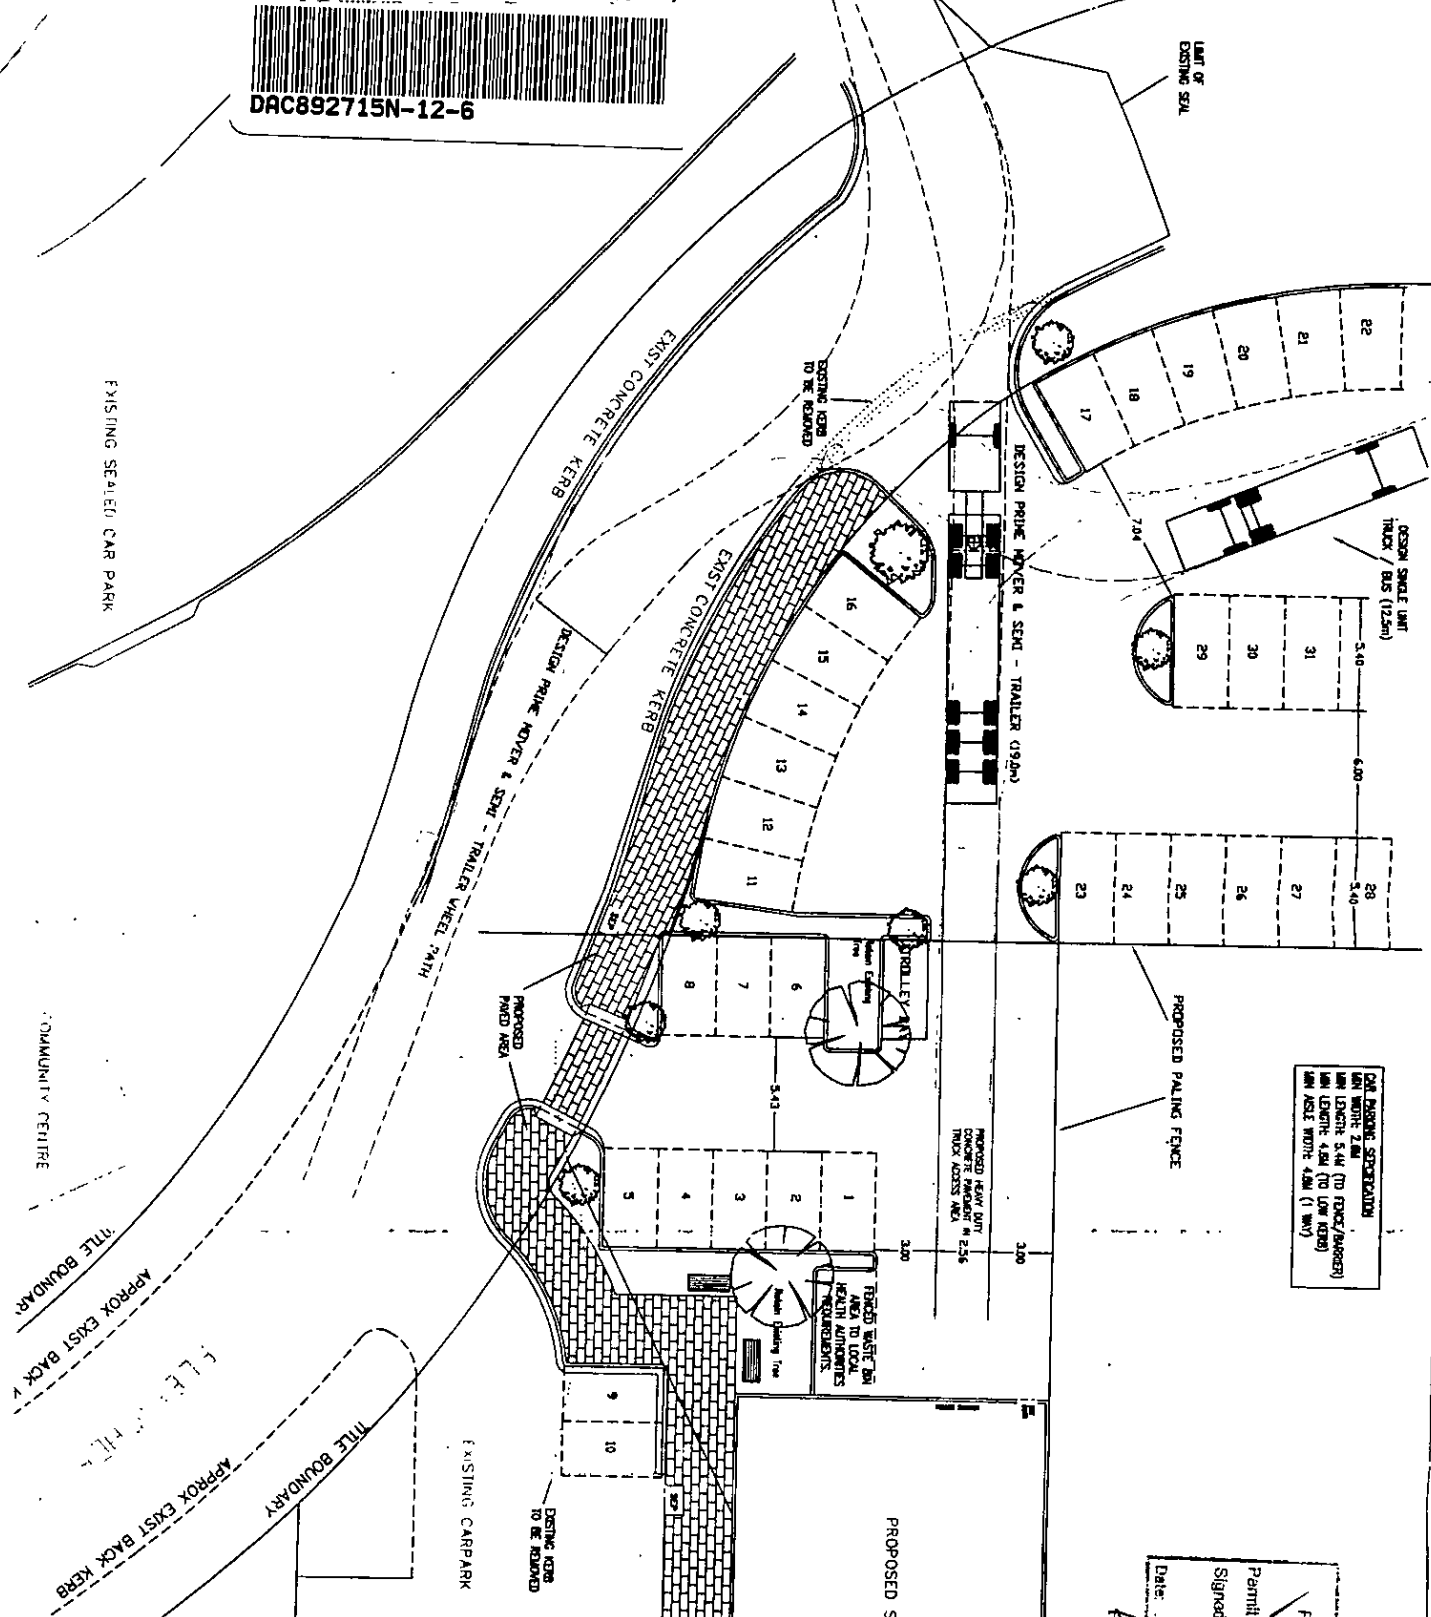 DAC892715N-12-6
LIMIT OF
EXISTING SEAL
22
21
20
19
18
17
DESIGN SINGLE UNIT
TRUCK / BUS (12.5m)
7.04
31
30
29
5.40
6.00
5.40
28
27
26
25
24
23
EXISTING KERB
TO BE REMOVED
DESIGN PRIME MOVER & SEMI - TRAILER (19.0m)
EXIST CONCRETE KERB
EXIST CONCRETE KERB
16
15
14
13
12
11
DESIGN PRIME MOVER & SEMI - TRAILER WHEEL PATH
EXISTING SEALED CAR PARK
SEP
8
7
6
Retain Existing
Tree
TROLLEY BAY
PROPOSED
PAVED AREA
5.43
PROPOSED PALING FENCE
CAR PARKING SPECIFICATION
MIN WIDTH: 2.6M
MIN LENGTH: 5.4M (TO FENCE/BARRIER)
MIN LENGTH: 4.8M (TO LOW KERB)
MIN AISLE WIDTH: 4.8M (1 WAY)
PROPOSED HEAVY DUTY
CONCRETE PAVEMENT
TRUCK ACCESS AREA
3.00
3.00
5
4
3
2
1
COMMUNITY CENTRE
Retain Existing Tree
FENCED WASTE BIN
AREA TO LOCAL
HEALTH AUTHORITIES
REQUIREMENTS.
9
10
SEP
EXISTING KERB
TO BE REMOVED
TITLE BOUNDAR
APPROX EXIST BACK K
TITLE BOUNDARY
APPROX EXIST BACK KERB
EXISTING CARPARK
PROPOSED S
Permit
Signed
Date: